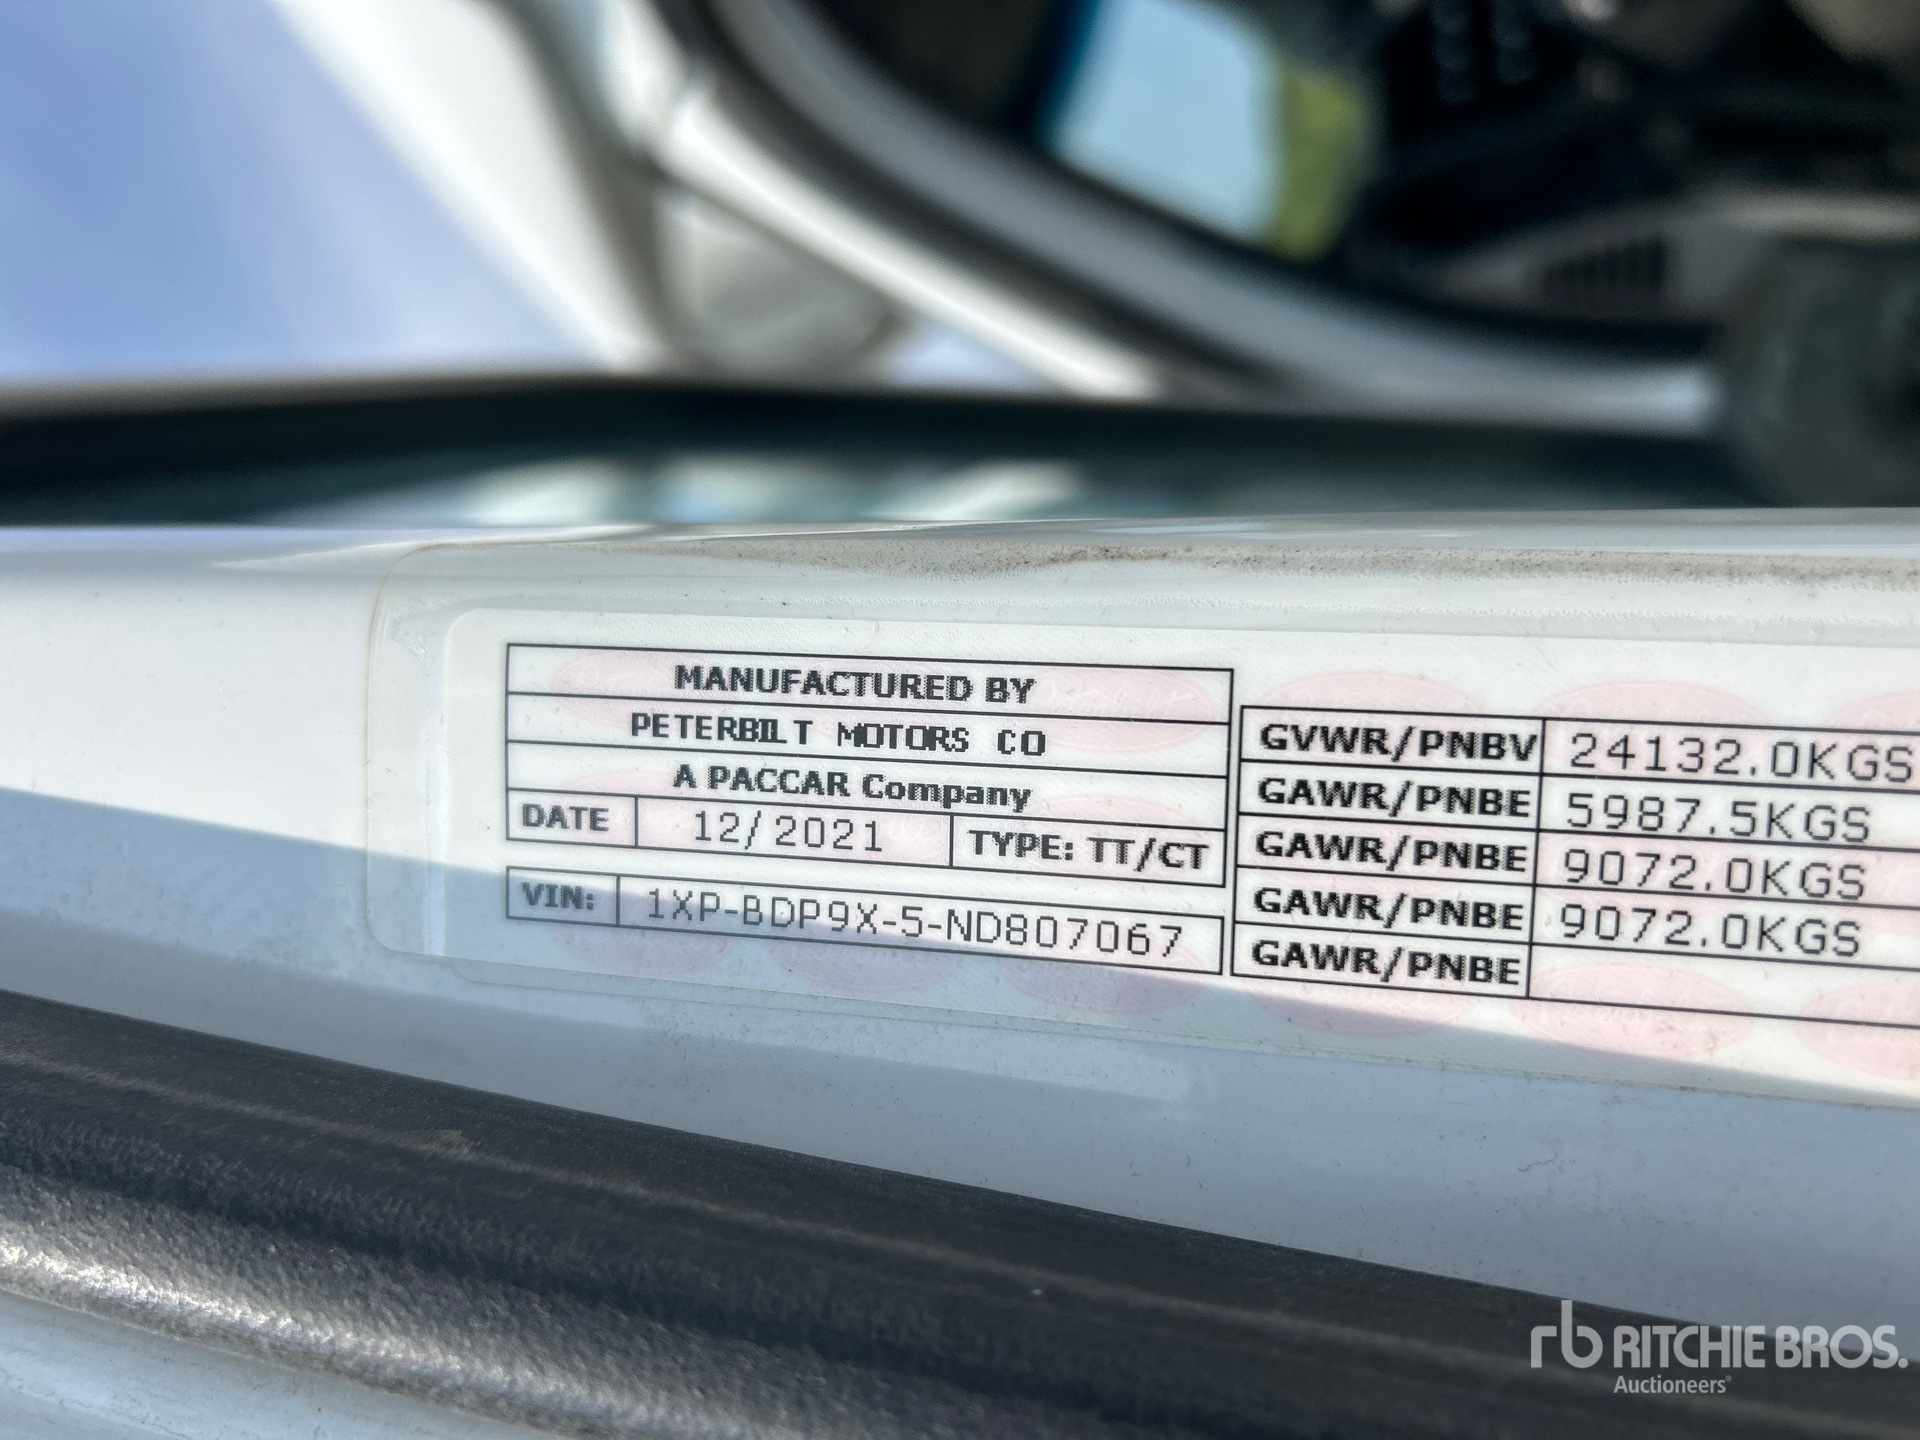 MANUFACTURED BY
PETERBILT MOTORS CO
A PACCAR Company
DATE 12/2021 TYPE: TT/CT
VIN: 1XP-BDP9X-5-ND807067
GVWR/PNBV 24132.0KGS
GAWR/PNBE 5987.5KGS
GAWR/PNBE 9072.0KGS
GAWR/PNBE 9072.0KGS
GAWR/PNBE
rb RITCHIE BROS.
Auctioneers